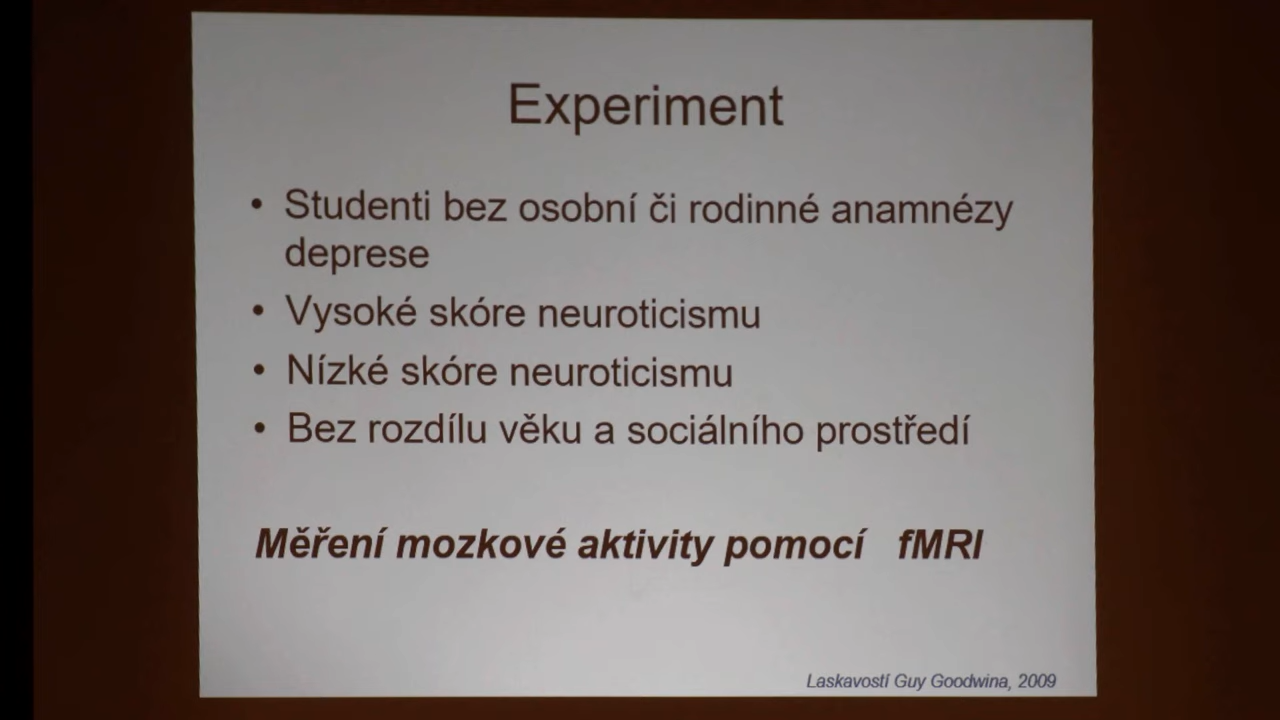 Experiment
• Studenti bez osobní či rodinné anamnézy
deprese
• Vysoké skóre neuroticismu
• Nízké skóre neuroticismu
• Bez rozdílu věku a sociálního prostředí
Měření mozkové aktivity pomocí fMRI
Laskavostí Guy Goodwina, 2009